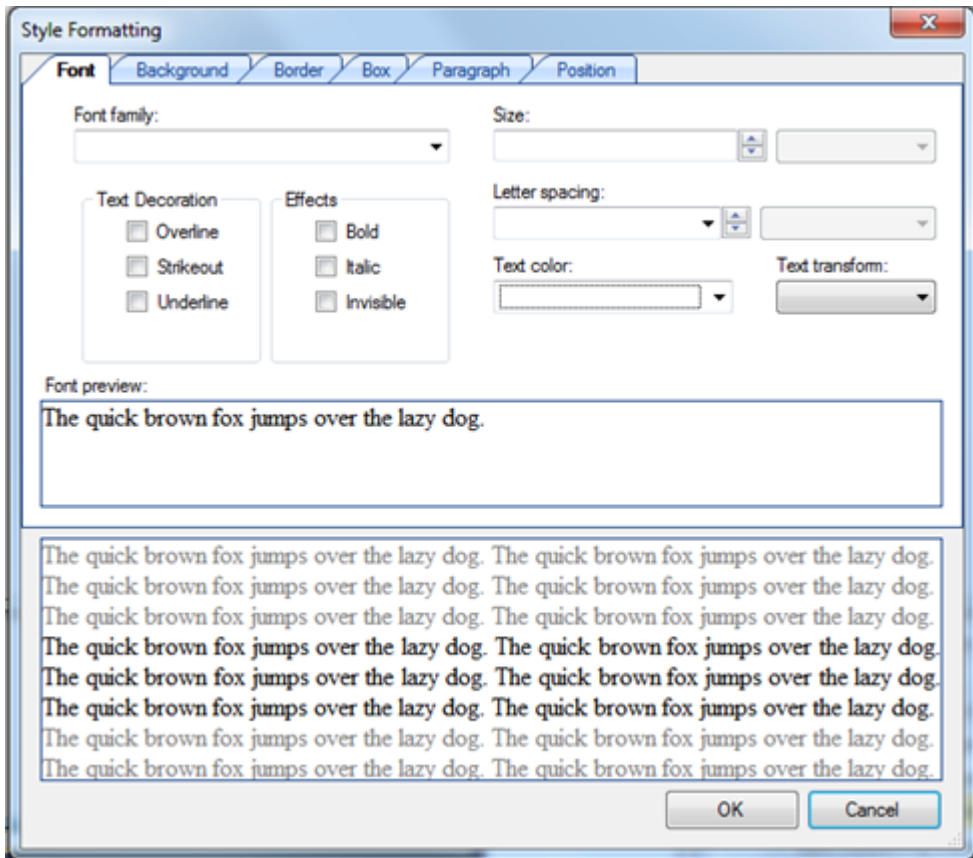 Style Formatting
Font Background Border Box Paragraph Position
Font family: Size:
Text Decoration Effects Letter spacing:
Overline Bold
Strikeout Italic Text color: Text transform:
Underline Invisible
Font preview:
The quick brown fox jumps over the lazy dog.
The quick brown fox jumps over the lazy dog. The quick brown fox jumps over the lazy dog.
The quick brown fox jumps over the lazy dog. The quick brown fox jumps over the lazy dog.
The quick brown fox jumps over the lazy dog. The quick brown fox jumps over the lazy dog.
The quick brown fox jumps over the lazy dog. The quick brown fox jumps over the lazy dog.
The quick brown fox jumps over the lazy dog. The quick brown fox jumps over the lazy dog.
The quick brown fox jumps over the lazy dog. The quick brown fox jumps over the lazy dog.
The quick brown fox jumps over the lazy dog. The quick brown fox jumps over the lazy dog.
The quick brown fox jumps over the lazy dog. The quick brown fox jumps over the lazy dog.
OK Cancel